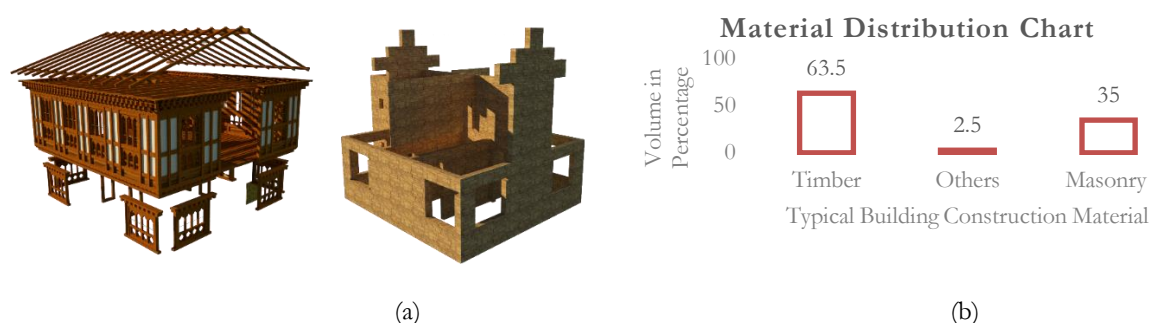 Material Distribution Chart
Volume in
Percentage
100
50
0
63.5
2.5
35
Timber
Others
Masonry
Typical Building Construction Material
(a)
(b)